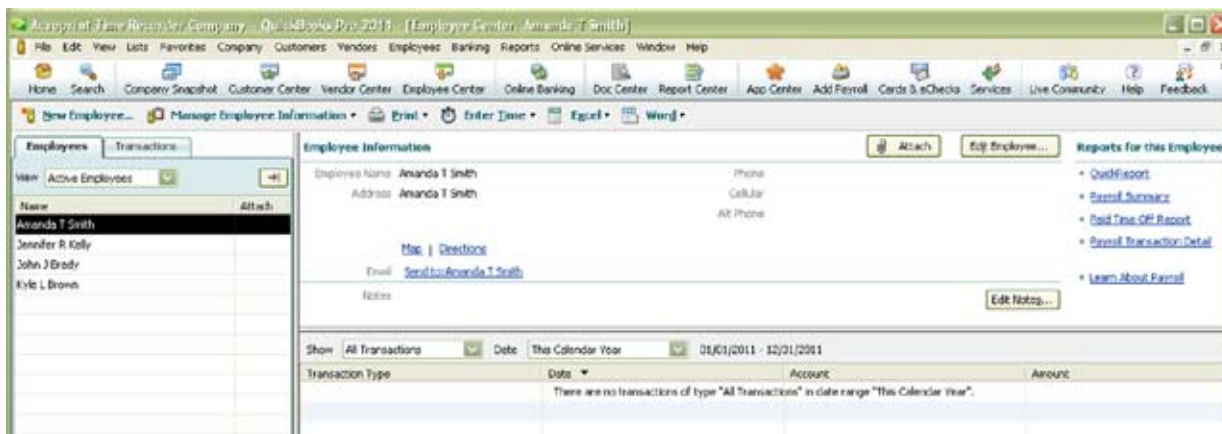 Acroprint Time Recorder Company - QuickBooks Pro 2011 - [Employee Center: Amanda T Smith]
File Edit View Lists Favorites Company Customers Vendors Employees Banking Reports Online Services Window Help
Home Search Company Snapshot Customer Center Vendor Center Employee Center Online Banking Doc Center Report Center App Center Add Payroll Cards & eChecks Services Live Community Help Feedback
New Employee... Manage Employee Information Print Enter Time Excel Word
Employees Transactions
View Active Employees
Name Attach
Amanda T Smith
Jennifer R Kelly
John J Brady
Kyle L Brown
Employee Information Attach Edit Employee...
Employee Name Amanda T Smith Phone
Address Amanda T Smith Cellular
Alt Phone
Map | Directions
Email Send to: Amanda T Smith
Notes Edit Notes...
Reports for this Employee
• QuickReport
• Payroll Summary
• Paid Time Off Report
• Payroll Transaction Detail
• Learn About Payroll
Show All Transactions Date This Calendar Year 01/01/2011 - 12/31/2011
Transaction Type Date Account Amount
There are no transactions of type "All Transactions" in date range "This Calendar Year".